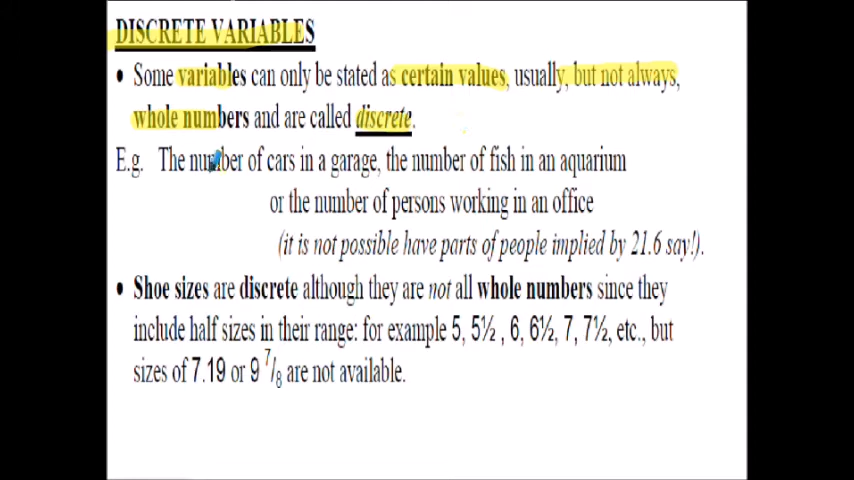 DISCRETE VARIABLES
• Some variables can only be stated as certain values, usually, but not always,
whole numbers and are called discrete.
E.g. The number of cars in a garage, the number of fish in an aquarium
or the number of persons working in an office
(it is not possible have parts of people implied by 21.6 say!).
• Shoe sizes are discrete although they are not all whole numbers since they
include half sizes in their range: for example 5, 5½ , 6, 6½, 7, 7½, etc., but
sizes of 7.19 or 9 7/8 are not available.